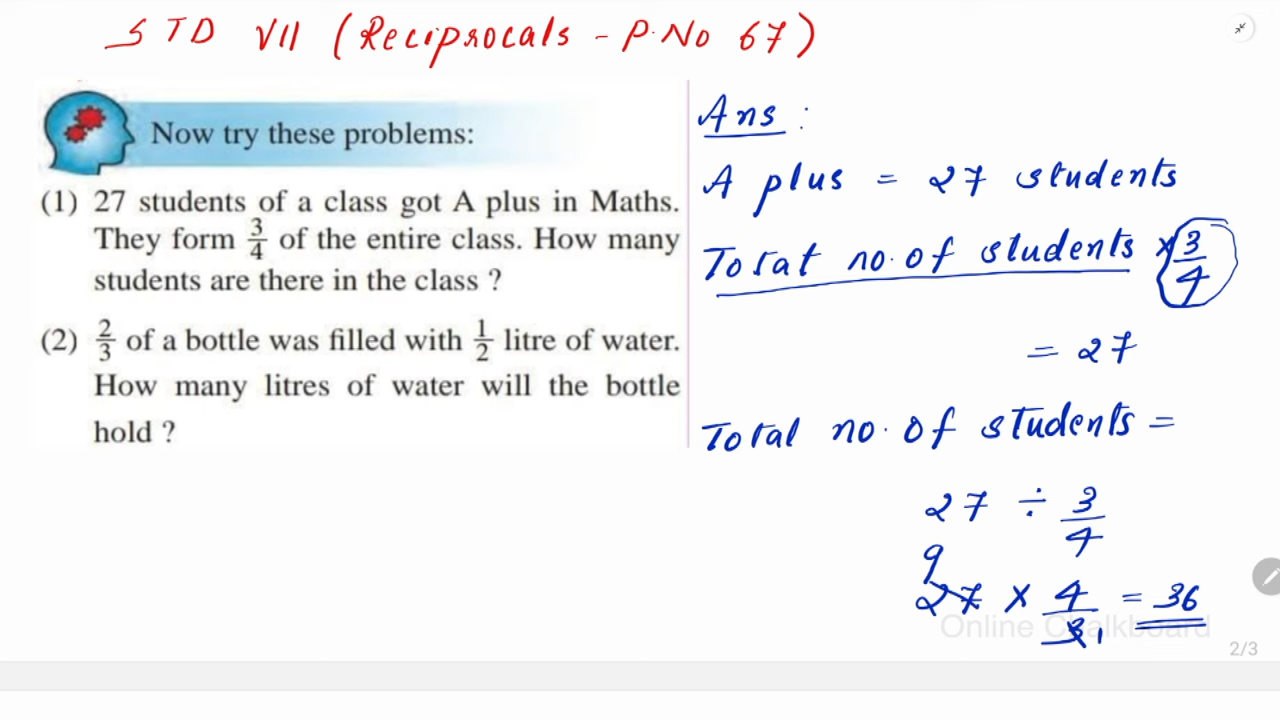 STD VII (Reciprocals - P.No 67)
Now try these problems:
(1) 27 students of a class got A plus in Maths.
They form 3/4 of the entire class. How many
students are there in the class ?
(2) 2/3 of a bottle was filled with 1/2 litre of water.
How many litres of water will the bottle
hold ?
Ans :
A plus = 27 students
Total no. of students × 3/4
= 27
Total no. of students =
27 ÷ 3/4
9
27 × 4/3 1 = 36
Online Chalkboard
2/3